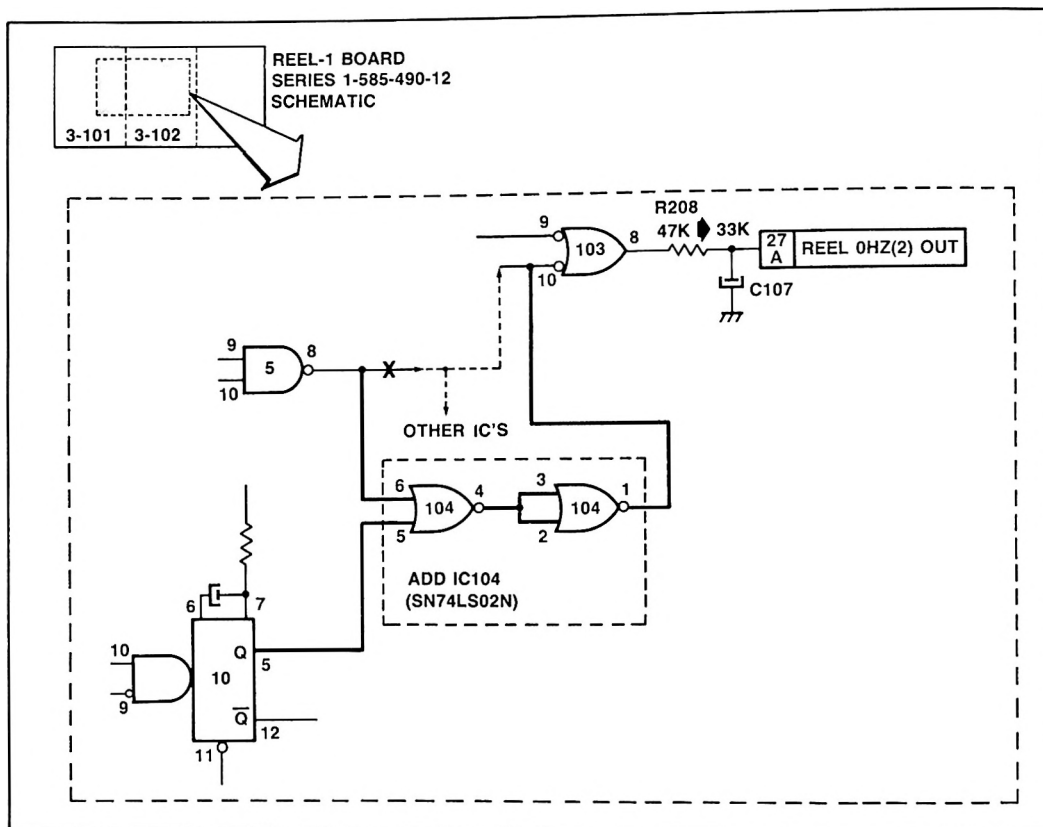 REEL-1 BOARD
SERIES 1-585-490-12
SCHEMATIC
3-101 3-102
R208
47K 33K
9
10
103
8
27
A
REEL 0HZ(2) OUT
C107
9
10
5
8
X
OTHER IC'S
6
5
104
4
3
2
104
1
ADD IC104
(SN74LS02N)
6
7
10
9
10
Q
5
Q
12
11